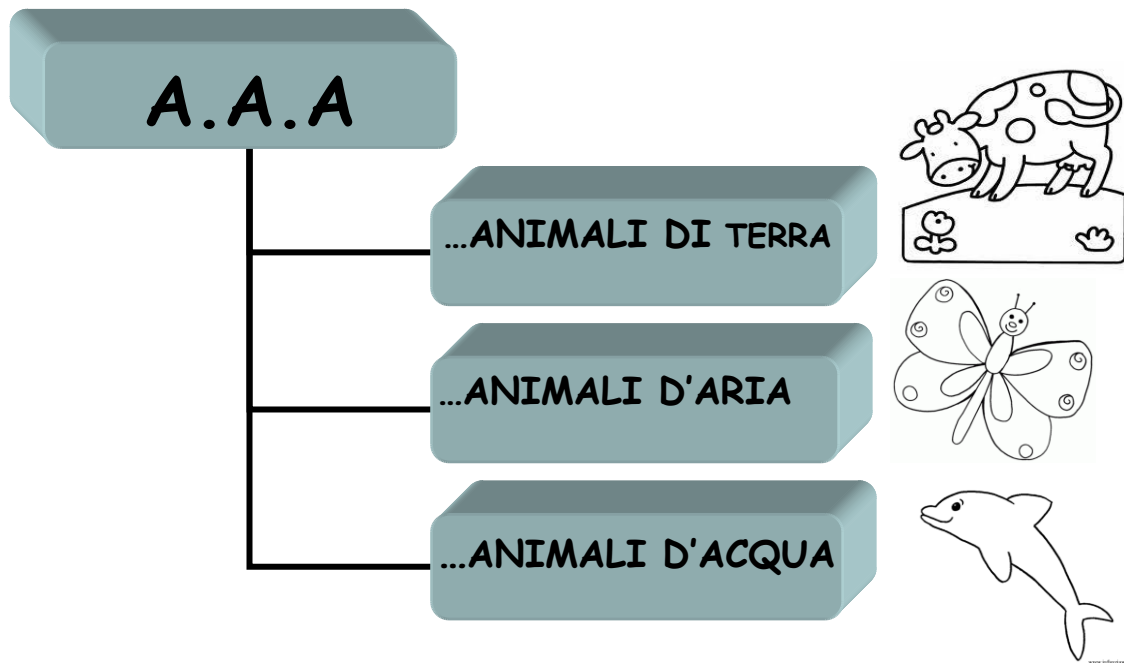 A.A.A
...ANIMALI DI TERRA
...ANIMALI D'ARIA
...ANIMALI D'ACQUA